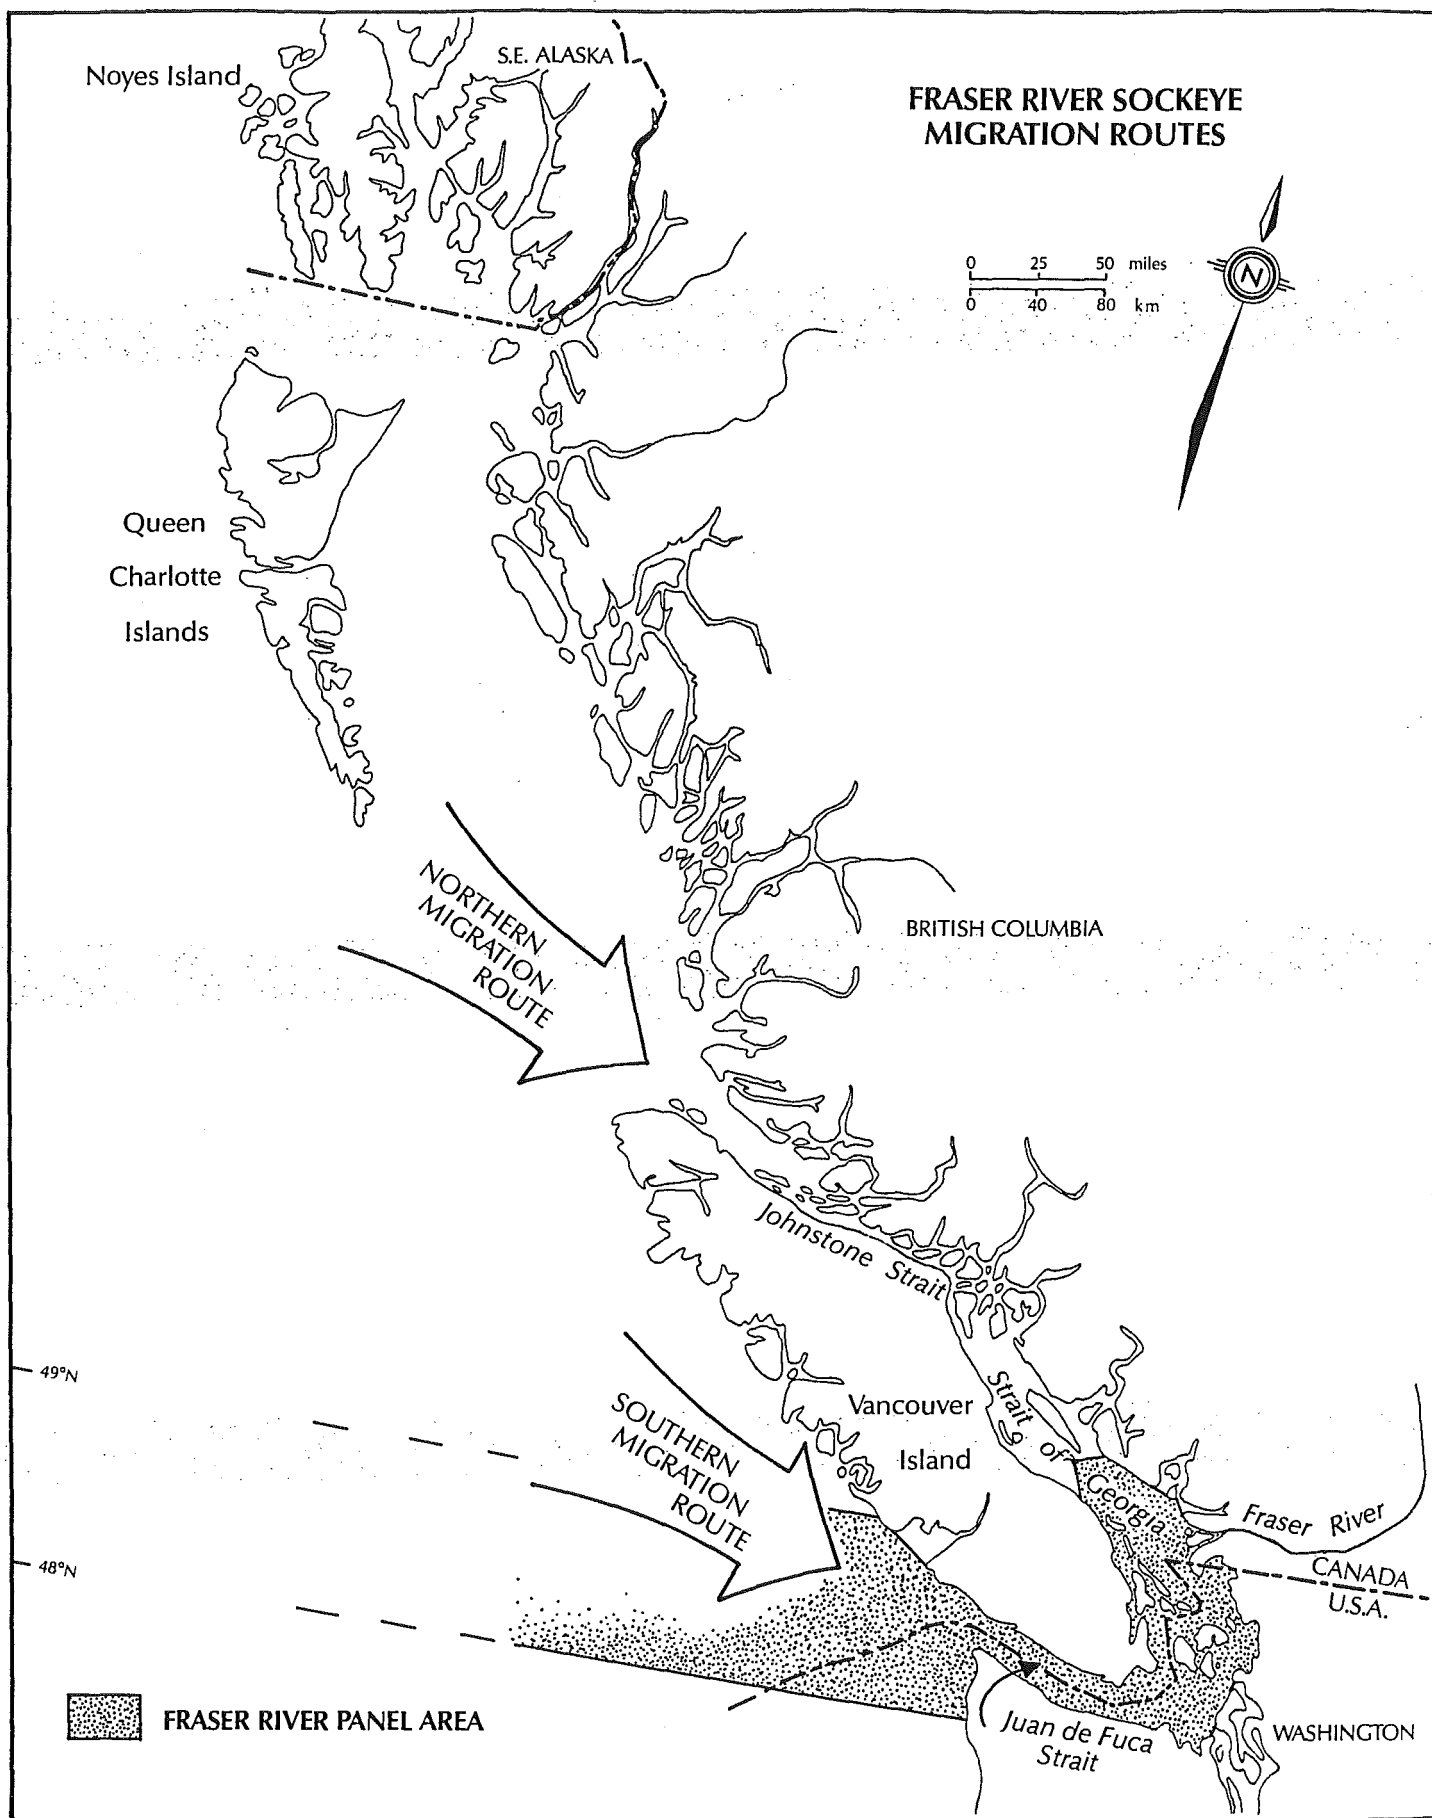 Noyes Island
S.E. ALASKA
FRASER RIVER SOCKEYE
MIGRATION ROUTES
0 25 50 miles
0 40 80 km
N
Queen
Charlotte
Islands
NORTHERN
MIGRATION
ROUTE
BRITISH COLUMBIA
Johnstone Strait
49°N
Strait of
Georgia
Vancouver
Island
SOUTHERN
MIGRATION
ROUTE
Fraser River
48°N
CANADA
U.S.A.
FRASER RIVER PANEL AREA
Juan de Fuca
Strait
WASHINGTON